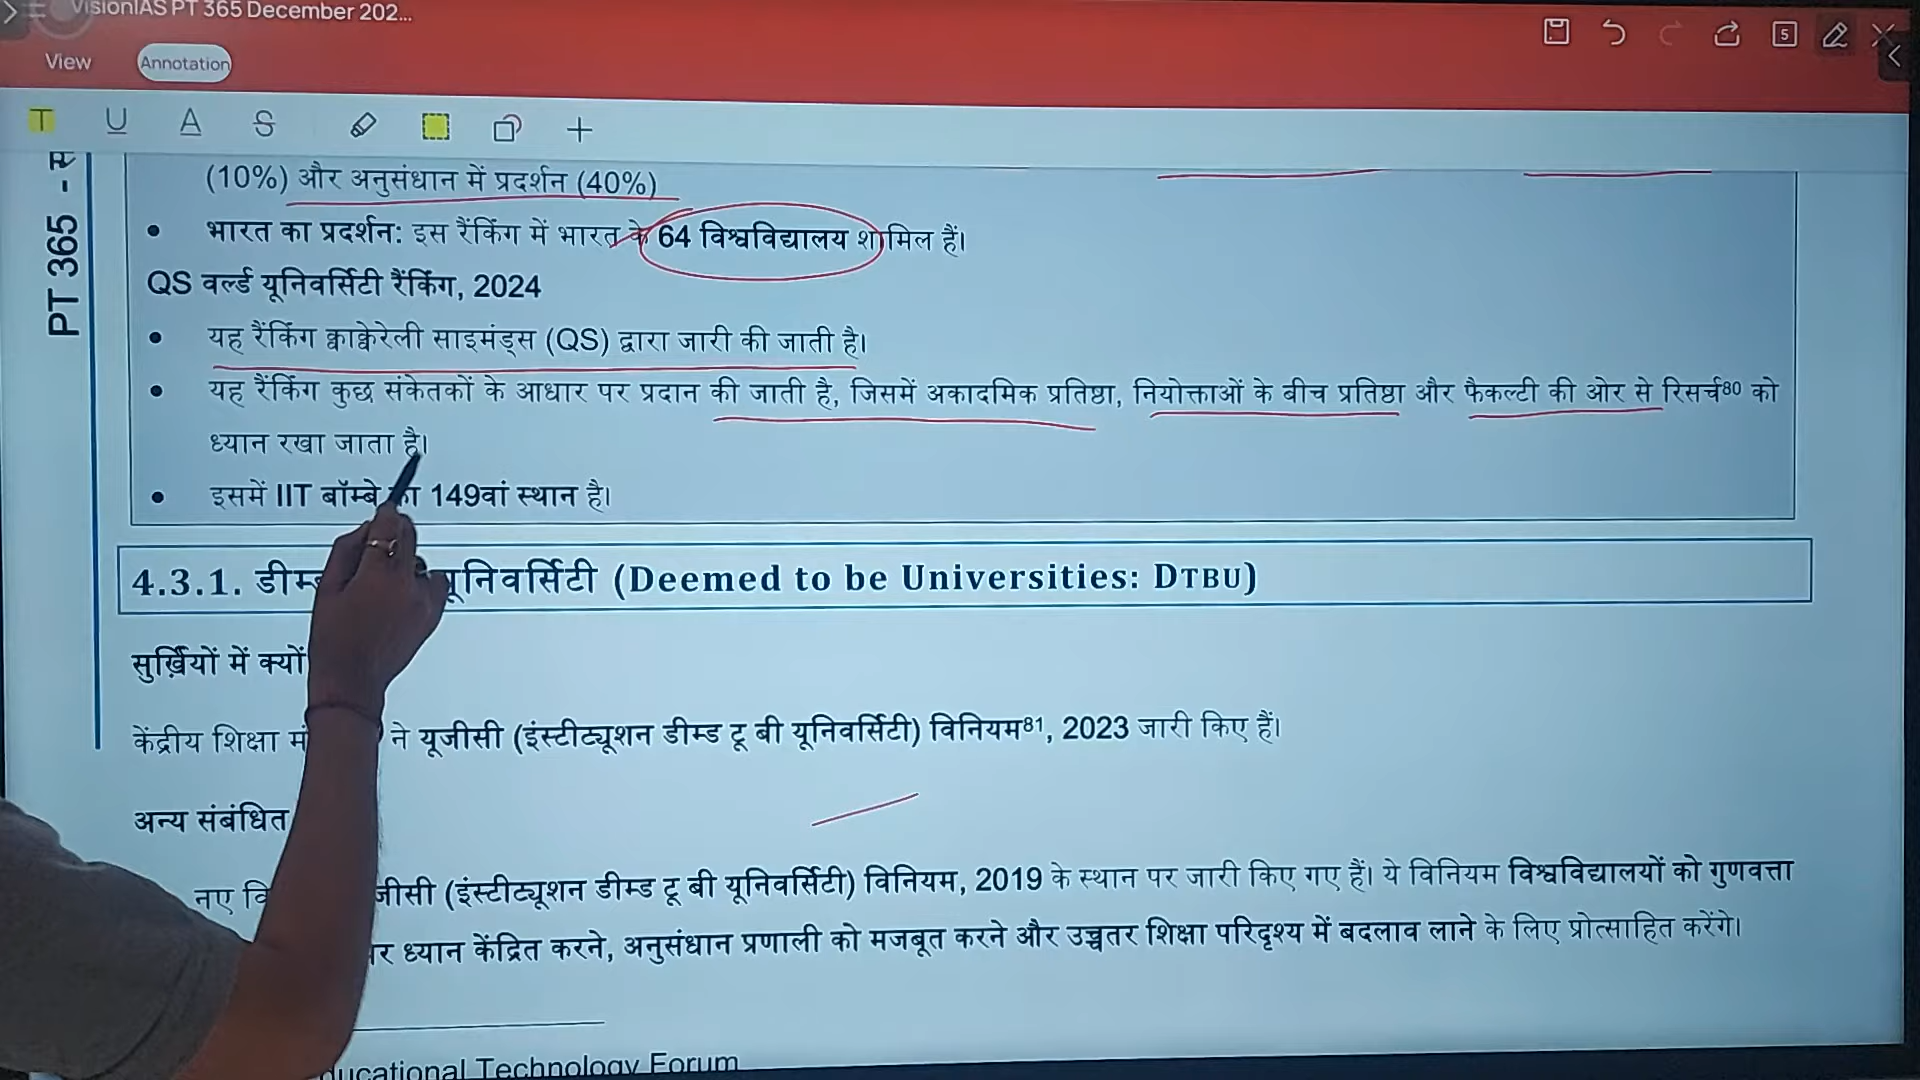 VisionIAS PT 365 December 202...
View Annotation
T U A S
5
PT 365 -
(10%) और अनुसंधान में प्रदर्शन (40%)
• भारत का प्रदर्शन: इस रैंकिंग में भारत के 64 विश्वविद्यालय शामिल हैं।
QS वर्ल्ड यूनिवर्सिटी रैंकिंग, 2024
• यह रैंकिंग क्वाक्वेरेली साइमंड्स (QS) द्वारा जारी की जाती है।
• यह रैंकिंग कुछ संकेतकों के आधार पर प्रदान की जाती है, जिसमें अकादमिक प्रतिष्ठा, नियोक्ताओं के बीच प्रतिष्ठा और फैकल्टी की ओर से रिसर्च80 को
ध्यान रखा जाता है।
• इसमें IIT बॉम्बे का 149वां स्थान है।
4.3.1. यूनिवर्सिटी (Deemed to be Universities: DTBU)
सुर्ख़ियों में क्यों
केंद्रीय शिक्षा ने यूजीसी (इंस्टीट्यूशन डीम्ड टू बी यूनिवर्सिटी) विनियम81, 2023 जारी किए हैं।
अन्य संबंधित
नए (इंस्टीट्यूशन डीम्ड टू बी यूनिवर्सिटी) विनियम, 2019 के स्थान पर जारी किए गए हैं। ये विनियम विश्वविद्यालयों को गुणवत्ता
ध्यान केंद्रित करने, अनुसंधान प्रणाली को मजबूत करने और उच्चतर शिक्षा परिदृश्य में बदलाव लाने के लिए प्रोत्साहित करेंगे।
Technology Forum